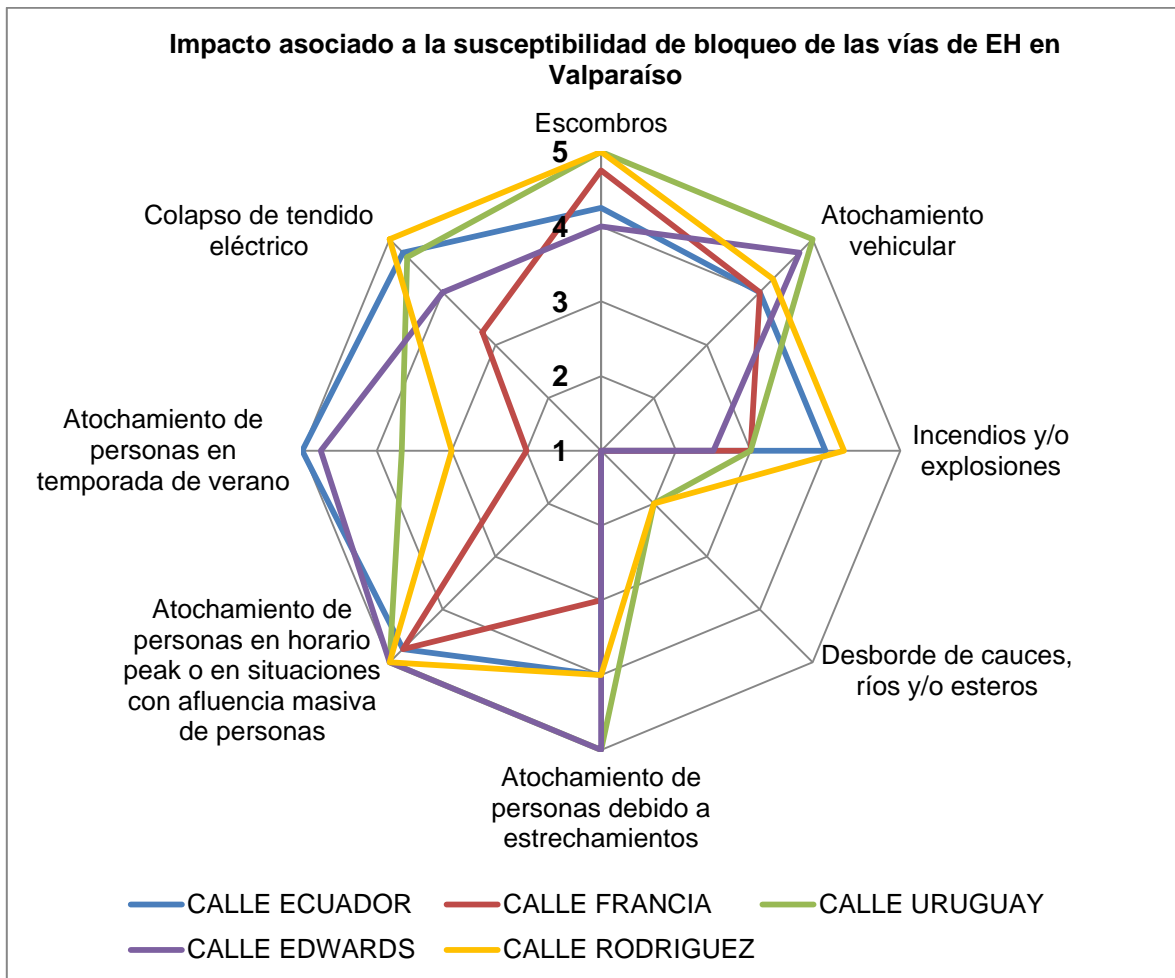 Impacto asociado a la susceptibilidad de bloqueo de las vías de EH en
Valparaíso
Escombros
Atochamiento
vehicular
Incendios y/o
explosiones
Desborde de cauces,
ríos y/o esteros
Atochamiento de
personas debido a
estrechamientos
Atochamiento de
personas en horario
peak o en situaciones
con afluencia masiva
de personas
Atochamiento de
personas en
temporada de verano
Colapso de tendido
eléctrico
5
4
3
2
1
CALLE ECUADOR
CALLE FRANCIA
CALLE URUGUAY
CALLE EDWARDS
CALLE RODRIGUEZ